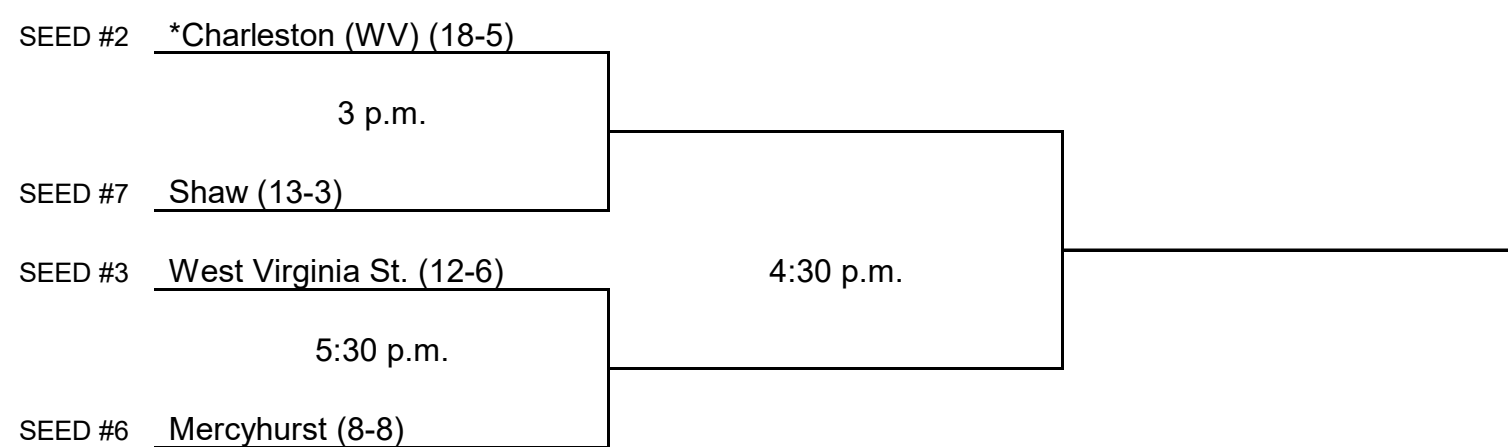 SEED #2 *Charleston (WV) (18-5)
3 p.m.
SEED #7 Shaw (13-3)
SEED #3 West Virginia St. (12-6) 4:30 p.m.
5:30 p.m.
SEED #6 Mercyhurst (8-8)